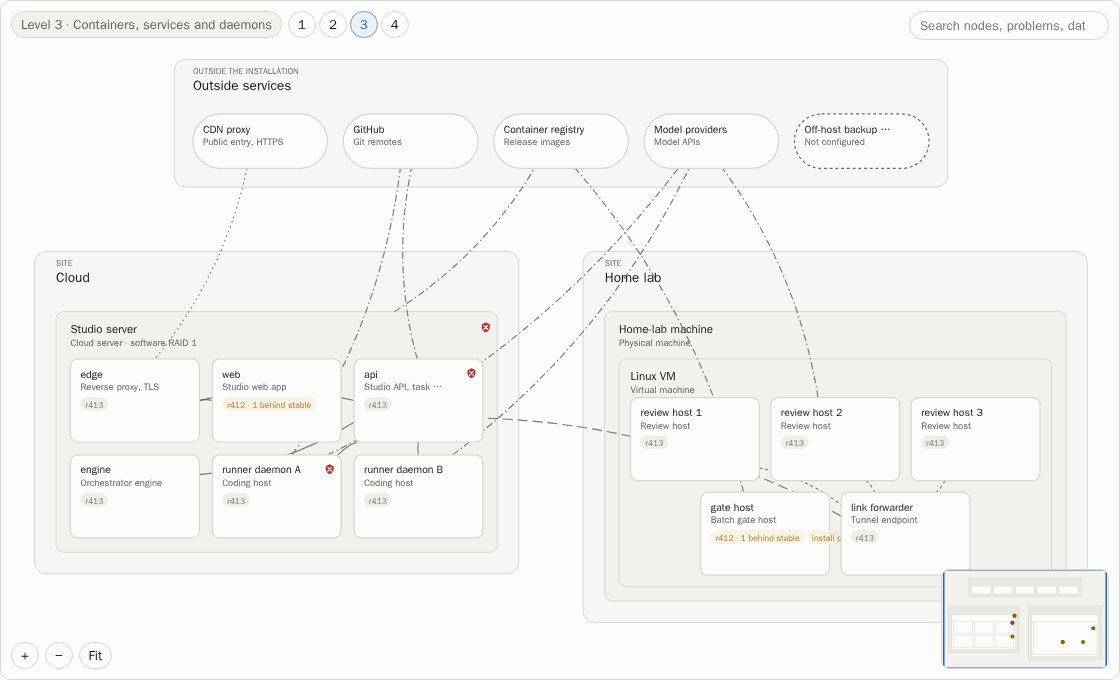 Level 3 · Containers, services and daemons
1
2
3
4
Search nodes, problems, dat
OUTSIDE THE INSTALLATION
Outside services
CDN proxy
Public entry, HTTPS
GitHub
Git remotes
Container registry
Release images
Model providers
Model APIs
Off-host backup ···
Not configured
SITE
Cloud
Studio server
Cloud server · software RAID 1
edge
Reverse proxy, TLS
r413
web
Studio web app
r412 · 1 behind stable
api
Studio API, task ···
r413
engine
Orchestrator engine
r413
runner daemon A
Coding host
r413
runner daemon B
Coding host
r413
SITE
Home lab
Home-lab machine
Physical machine
Linux VM
Virtual machine
review host 1
Review host
r413
review host 2
Review host
r413
review host 3
Review host
r413
gate host
Batch gate host
r412 · 1 behind stable
install p
link forwarder
Tunnel endpoint
r413
+
−
Fit